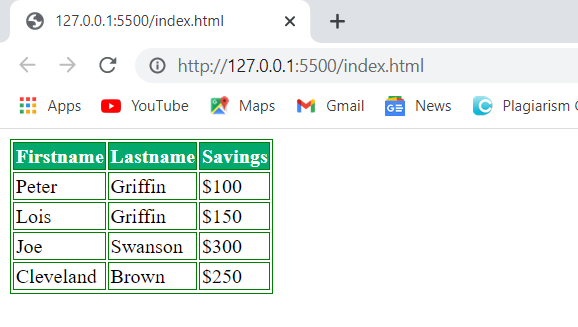 127.0.0.1:5500/index.html
http://127.0.0.1:5500/index.html
Apps YouTube Maps Gmail GE News C Plagiarism
Firstname Lastname Savings
Peter Griffin $100
Lois Griffin $150
Joe Swanson $300
Cleveland Brown $250